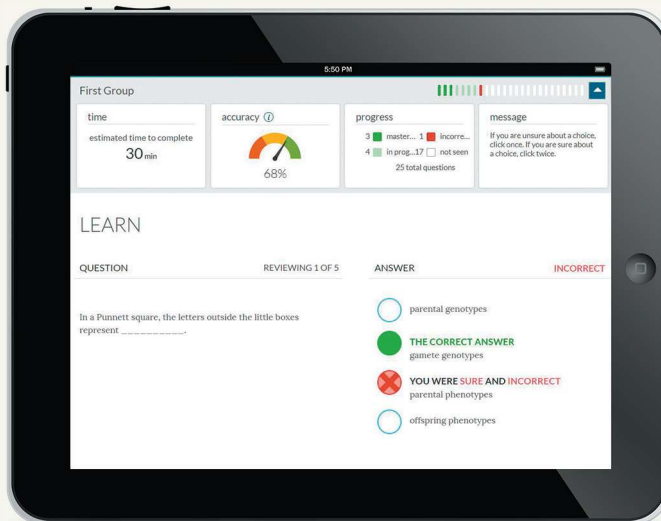 5:50 PM
First Group
time
estimated time to complete
30 min
accuracy i
68%
progress
3 master... 1 incorre...
4 in prog...17 not seen
25 total questions
message
If you are unsure about a choice,
click once. If you are sure about
a choice, click twice.
LEARN
QUESTION REVIEWING 1 OF 5
In a Punnett square, the letters outside the little boxes
represent __________.
ANSWER INCORRECT
parental genotypes
THE CORRECT ANSWER
gamete genotypes
YOU WERE SURE AND INCORRECT
parental phenotypes
offspring phenotypes